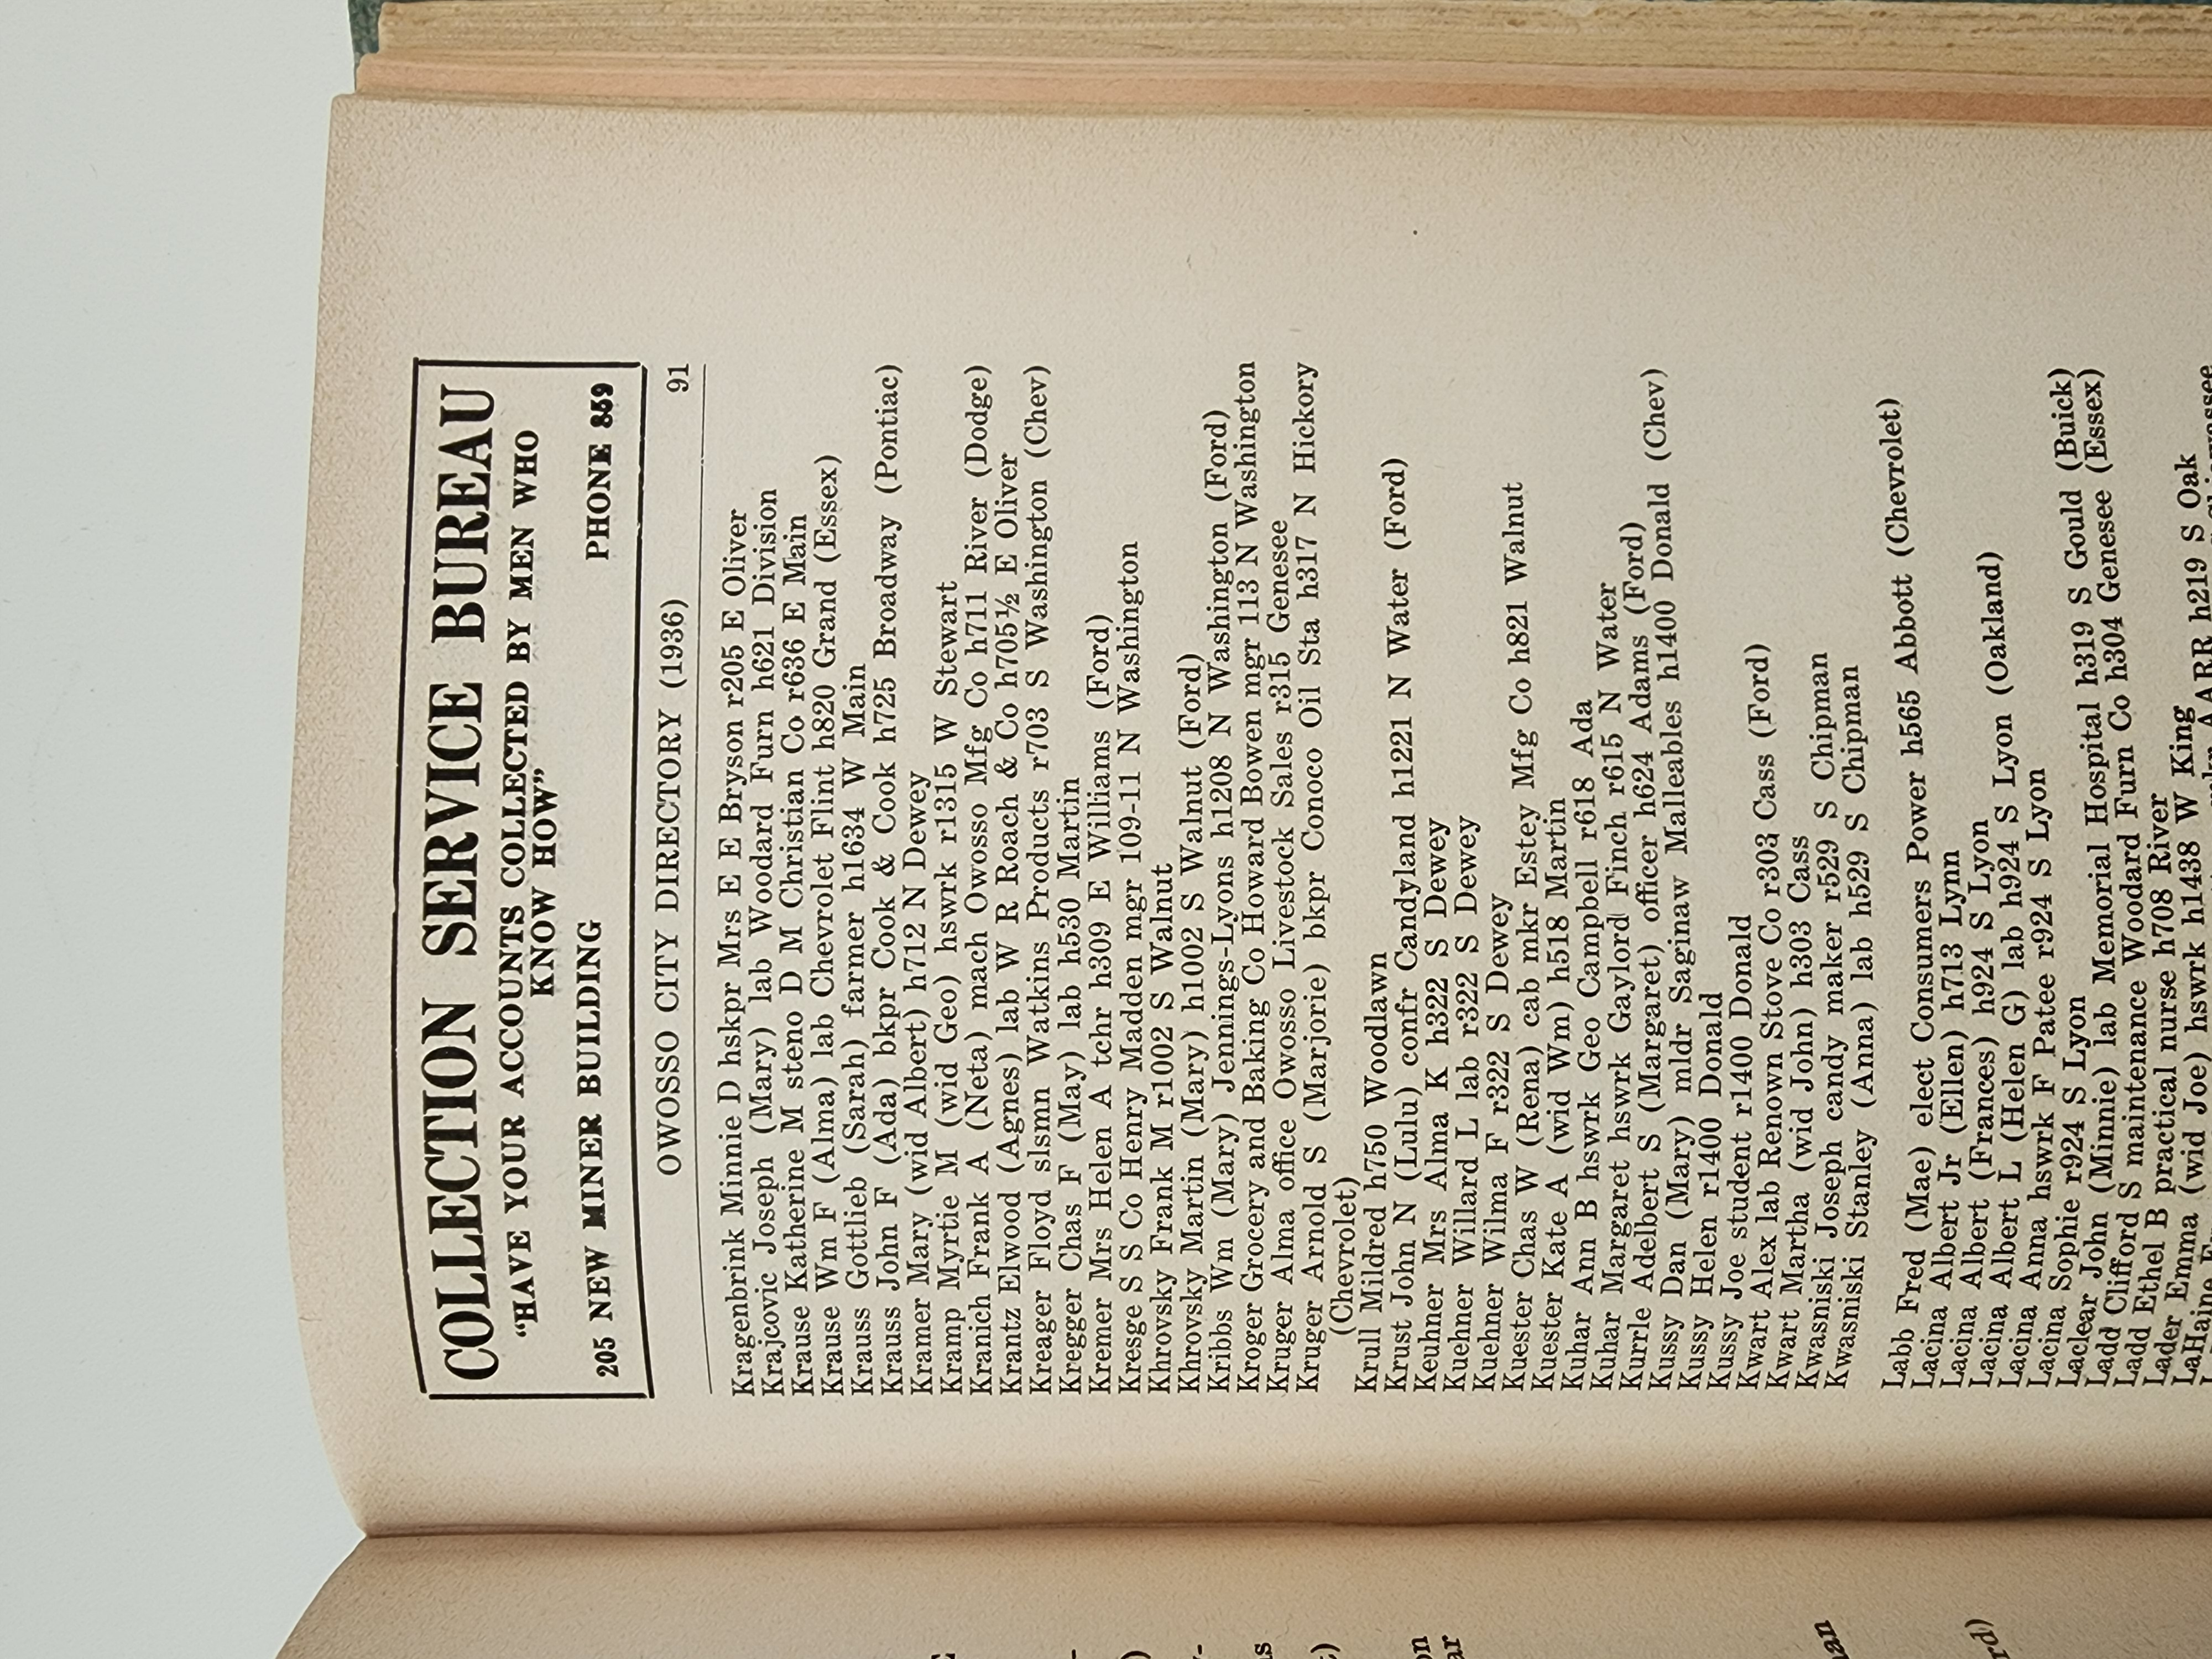 COLLECTION SERVICE BUREAU
“HAVE YOUR ACCOUNTS COLLECTED BY MEN WHO
KNOW HOW”
205 NEW MINER BUILDING PHONE 859
OWOSSO CITY DIRECTORY (1936) 91
Kragenbrink Minnie D hskpr Mrs E E Bryson r205 E Oliver
Krajcovic Joseph (Mary) lab Woodard Furn h621 Division
Krause Katherine M steno D M Christian Co r636 E Main
Krause Wm F (Alma) lab Chevrolet Flint h820 Grand (Essex)
Krauss Gottlieb (Sarah) farmer h1634 W Main
Krauss John F (Ada) bkpr Cook & Cook h725 Broadway (Pontiac)
Kramer Mary (wid Albert) h712 N Dewey
Kramp Myrtie M (wid Geo) hswrk r1315 W Stewart
Kranich Frank A (Neta) mach Owosso Mfg Co h711 River (Dodge)
Krantz Elwood (Agnes) lab W R Roach & Co h705½ E Oliver
Kreager Floyd slsmn Watkins Products r703 S Washington (Chev)
Kregger Chas F (May) lab h530 Martin
Kremer Mrs Helen A tchr h309 E Williams (Ford)
Kresge S S Co Henry Madden mgr 109-11 N Washington
Khrovsky Frank M r1002 S Walnut
Khrovsky Martin (Mary) h1002 S Walnut (Ford)
Kribbs Wm (Mary) Jennings-Lyons h1208 N Washington (Ford)
Kroger Grocery and Baking Co Howard Bowen mgr 113 N Washington
Kruger Alma office Owosso Livestock Sales r315 Genesee
Kruger Arnold S (Marjorie) bkpr Conoco Oil Sta h317 N Hickory
(Chevrolet)
Krull Mildred h750 Woodlawn
Krust John N (Lulu) confr Candyland h1221 N Water (Ford)
Keuhner Mrs Alma K h322 S Dewey
Kuehner Willard L lab r322 S Dewey
Kuehner Wilma F r322 S Dewey
Kuester Chas W (Rena) cab mkr Estey Mfg Co h821 Walnut
Kuester Kate A (wid Wm) h518 Martin
Kuhar Ann B hswrk Geo Campbell r618 Ada
Kuhar Margaret hswrk Gaylord Finch r615 N Water
Kurrle Adelbert S (Margaret) officer h624 Adams (Ford)
Kussy Dan (Mary) mldr Saginaw Malleables h1400 Donald (Chev)
Kussy Helen r1400 Donald
Kussy Joe student r1400 Donald
Kwart Alex lab Renown Stove Co r303 Cass (Ford)
Kwart Martha (wid John) h303 Cass
Kwasniski Joseph candy maker r529 S Chipman
Kwasniski Stanley (Anna) lab h529 S Chipman
Labb Fred (Mae) elect Consumers Power h565 Abbott (Chevrolet)
Lacina Albert Jr (Ellen) h713 Lynn
Lacina Albert (Frances) h924 S Lyon
Lacina Albert L (Helen G) lab h924 S Lyon (Oakland)
Lacina Anna hswrk F Patee r924 S Lyon
Lacina Sophie r924 S Lyon
Laclear John (Minnie) lab Memorial Hospital h319 S Gould (Buick)
Ladd Clifford S maintenance Woodard Furn Co h304 Genesee (Essex)
Ladd Ethel B practical nurse h708 River
Lader Emma (wid Joe) hswrk h1438 W King
LaHaine AARR h219 S Oak